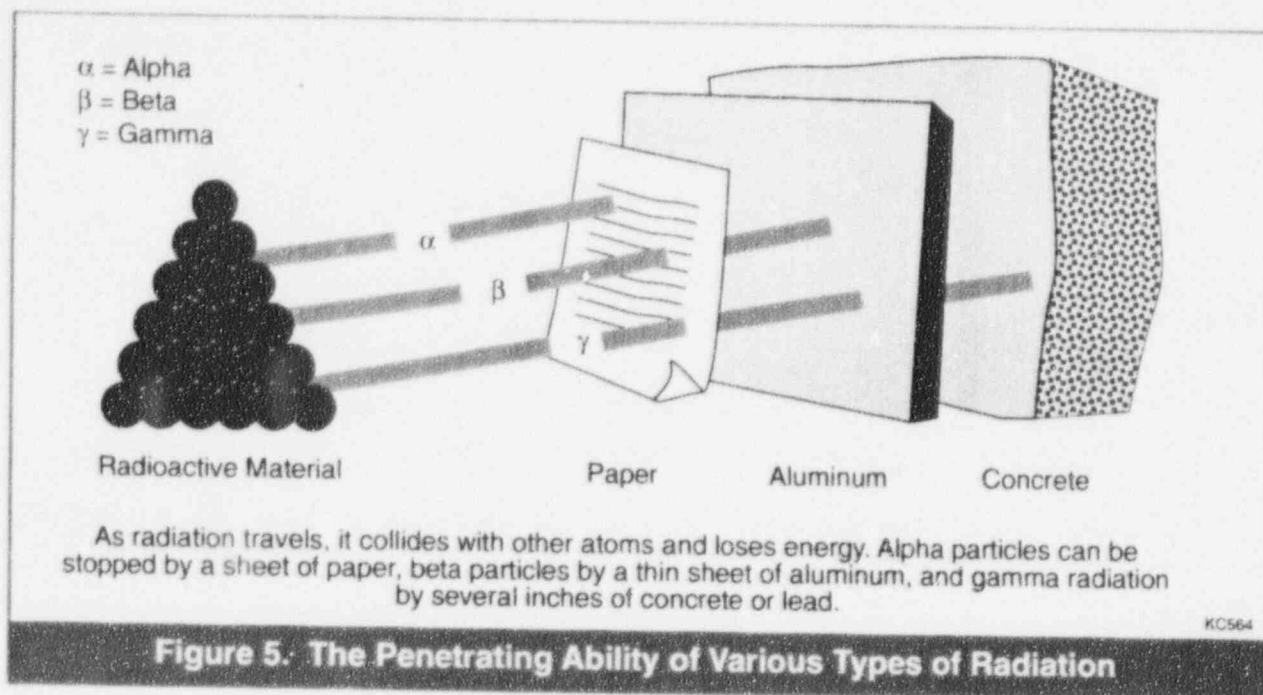 α = Alpha
β = Beta
γ = Gamma
α
β
γ
Radioactive Material
Paper
Aluminum
Concrete
As radiation travels, it collides with other atoms and loses energy. Alpha particles can be
stopped by a sheet of paper, beta particles by a thin sheet of aluminum, and gamma radiation
by several inches of concrete or lead.
KC564
Figure 5. The Penetrating Ability of Various Types of Radiation